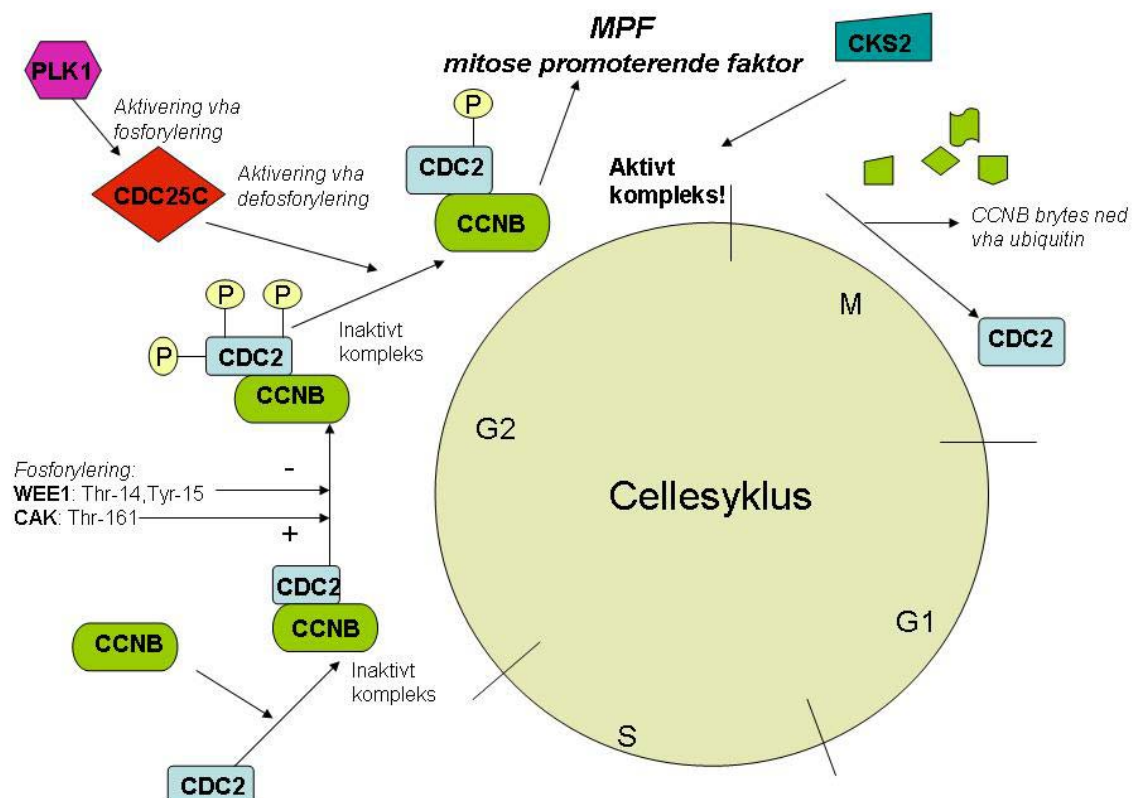 MPF
mitose promoterende faktor
CKS2
PLK1
Aktivering vha
fosforylering
CDC25C
Aktivering vha
defosforylering
P
CDC2
CCNB
Aktivt
kompleks!
CCNB brytes ned
vha ubiquitin
CDC2
P
P
P
CDC2
CCNB
Inaktivt
kompleks
M
G2
Cellesyklus
G1
S
Fosforylering:
WEE1: Thr-14,Tyr-15
CAK: Thr-161
-
+
CDC2
CCNB
Inaktivt
kompleks
CCNB
CDC2